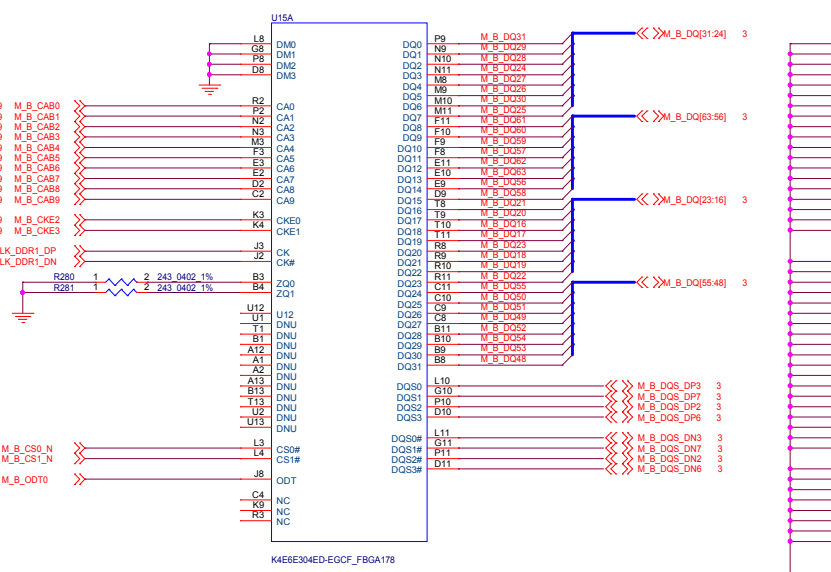 U15A
L8 DM0
G8 DM1
P8 DM2
D8 DM3
M_B_CAB0 R2 CA0
M_B_CAB1 P2 CA1
M_B_CAB2 N2 CA2
M_B_CAB3 N3 CA3
M_B_CAB4 M3 CA4
M_B_CAB5 F3 CA5
M_B_CAB6 E3 CA6
M_B_CAB7 E2 CA7
M_B_CAB8 D2 CA8
M_B_CAB9 C2 CA9
M_B_CKE2 K3 CKE0
M_B_CKE3 K4 CKE1
LK_DDR1_DP J3 CK
LK_DDR1_DN J2 CK#
R280 1 2 243_0402_1% B3 ZQ0
R281 1 2 243_0402_1% B4 ZQ1
U12 U12
U1 DNU
T1 DNU
B1 DNU
A12 DNU
A1 DNU
A2 DNU
A13 DNU
B13 DNU
T13 DNU
U2 DNU
U13 DNU
M_B_CS0_N L3 CS0#
M_B_CS1_N L4 CS1#
M_B_ODT0 J8 ODT
C4 NC
K9 NC
R3 NC
DQ0 P9 M_B_DQ31
DQ1 N9 M_B_DQ29
DQ2 N10 M_B_DQ28
DQ3 N11 M_B_DQ24
DQ4 M8 M_B_DQ27
DQ5 M9 M_B_DQ26
DQ6 M10 M_B_DQ30
DQ7 M11 M_B_DQ25
DQ8 F11 M_B_DQ61
DQ9 F10 M_B_DQ60
DQ10 F9 M_B_DQ59
DQ11 F8 M_B_DQ57
DQ12 E11 M_B_DQ62
DQ13 E10 M_B_DQ63
DQ14 E9 M_B_DQ56
DQ15 D9 M_B_DQ58
DQ16 T8 M_B_DQ21
DQ17 T9 M_B_DQ20
DQ18 T10 M_B_DQ16
DQ19 T11 M_B_DQ17
DQ20 R8 M_B_DQ23
DQ21 R9 M_B_DQ18
DQ22 R10 M_B_DQ19
DQ23 R11 M_B_DQ22
DQ24 C11 M_B_DQ55
DQ25 C10 M_B_DQ50
DQ26 C9 M_B_DQ51
DQ27 C8 M_B_DQ49
DQ28 B11 M_B_DQ52
DQ29 B10 M_B_DQ54
DQ30 B9 M_B_DQ53
DQ31 B8 M_B_DQ48
M_B_DQ[31:24] 3
M_B_DQ[63:56] 3
M_B_DQ[23:16] 3
M_B_DQ[55:48] 3
DQS0 L10 M_B_DQS_DP3 3
DQS1 G10 M_B_DQS_DP7 3
DQS2 P10 M_B_DQS_DP2 3
DQS3 D10 M_B_DQS_DP6 3
DQS0# L11 M_B_DQS_DN3 3
DQS1# G11 M_B_DQS_DN7 3
DQS2# P11 M_B_DQS_DN2 3
DQS3# D11 M_B_DQS_DN6 3
K4E6E304ED-EGCF_FBGA178